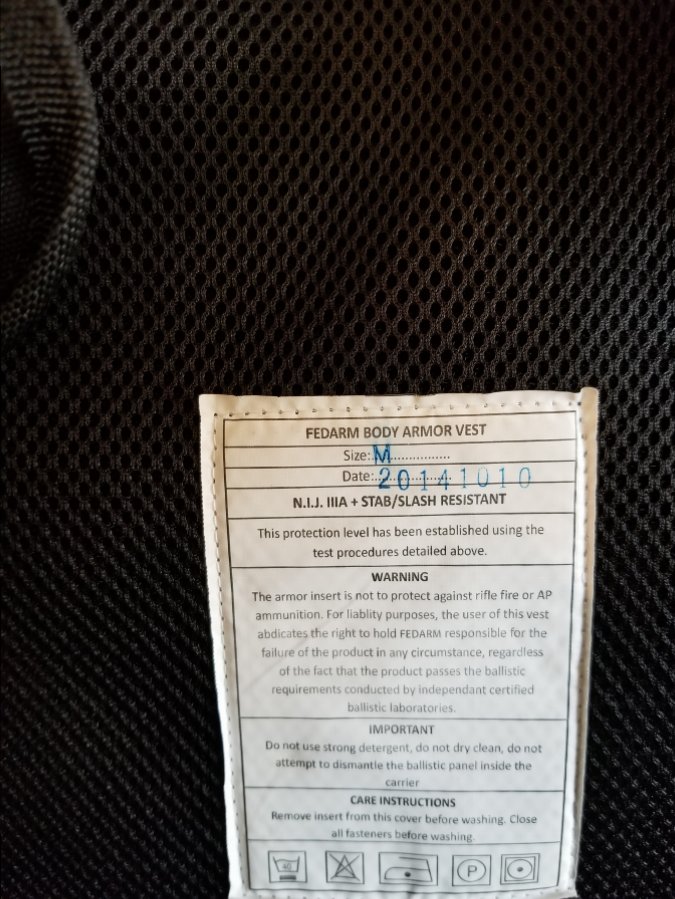 FEDARM BODY ARMOR VEST
Size:.M................
Date:..20141010
N.I.J. IIIA + STAB/SLASH RESISTANT
This protection level has been established using the
test procedures detailed above.
WARNING
The armor insert is not to protect against rifle fire or AP
ammunition. For liablity purposes, the user of this vest
abdicates the right to hold FEDARM responsible for the
failure of the product in any circumstance, regardless
of the fact that the product passes the ballistic
requirements conducted by independant certified
ballistic laboratories.
IMPORTANT
Do not use strong detergent, do not dry clean, do not
attempt to dismantle the ballistic panel inside the
carrier
CARE INSTRUCTIONS
Remove insert from this cover before washing. Close
all fasteners before washing.
40 P